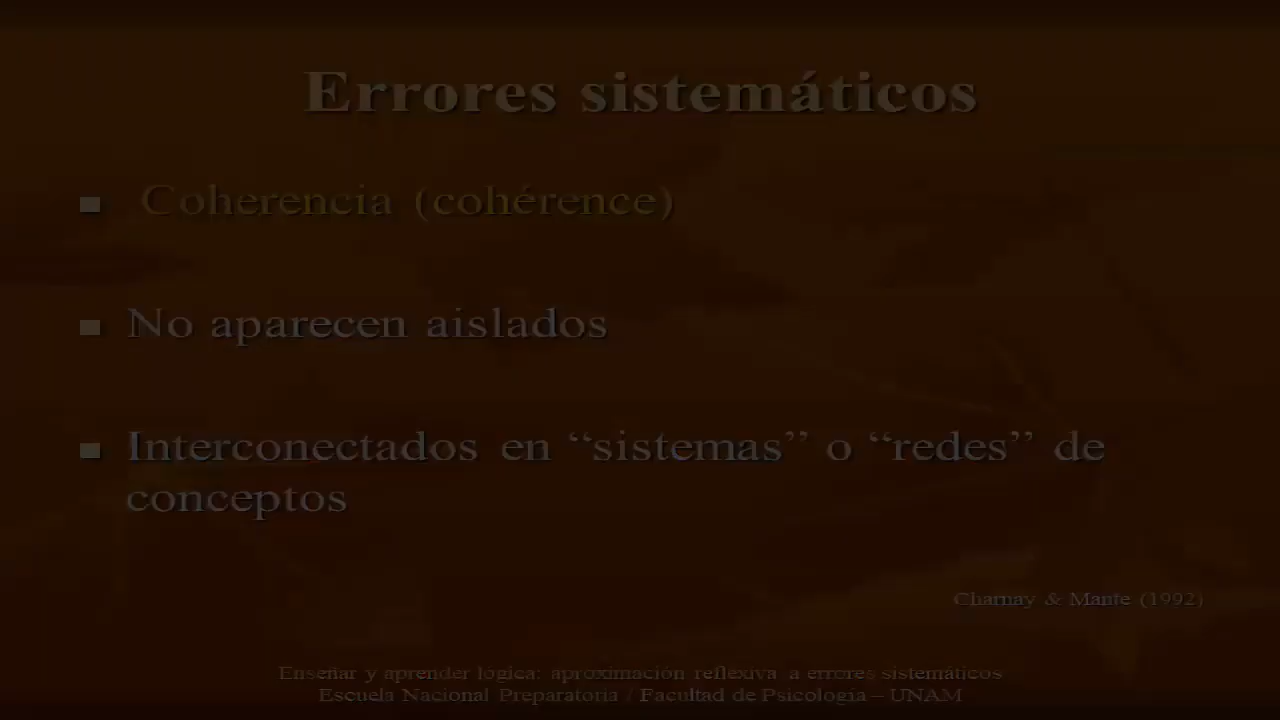 Errores sistemáticos
Coherencia (cohérence)
No aparecen aislados
Interconectados en “sistemas” o “redes” de
conceptos
Charnay & Mante (1992)
Enseñar y aprender lógica: aproximación reflexiva a errores sistemáticos
Escuela Nacional Preparatoria / Facultad de Psicología – UNAM